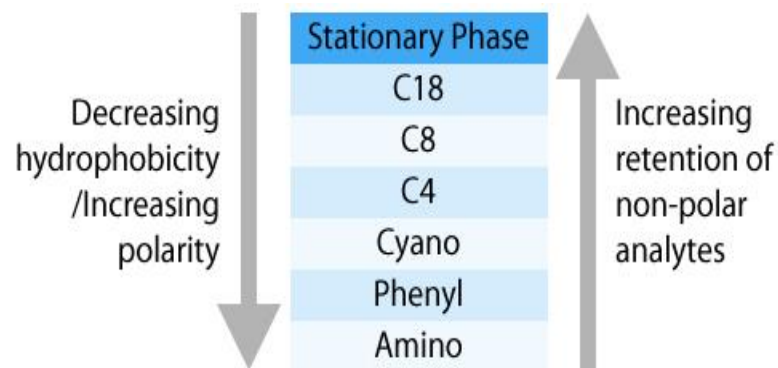 Decreasing
hydrophobicity
/Increasing
polarity
Stationary Phase
C18
C8
C4
Cyano
Phenyl
Amino
Increasing
retention of
non-polar
analytes